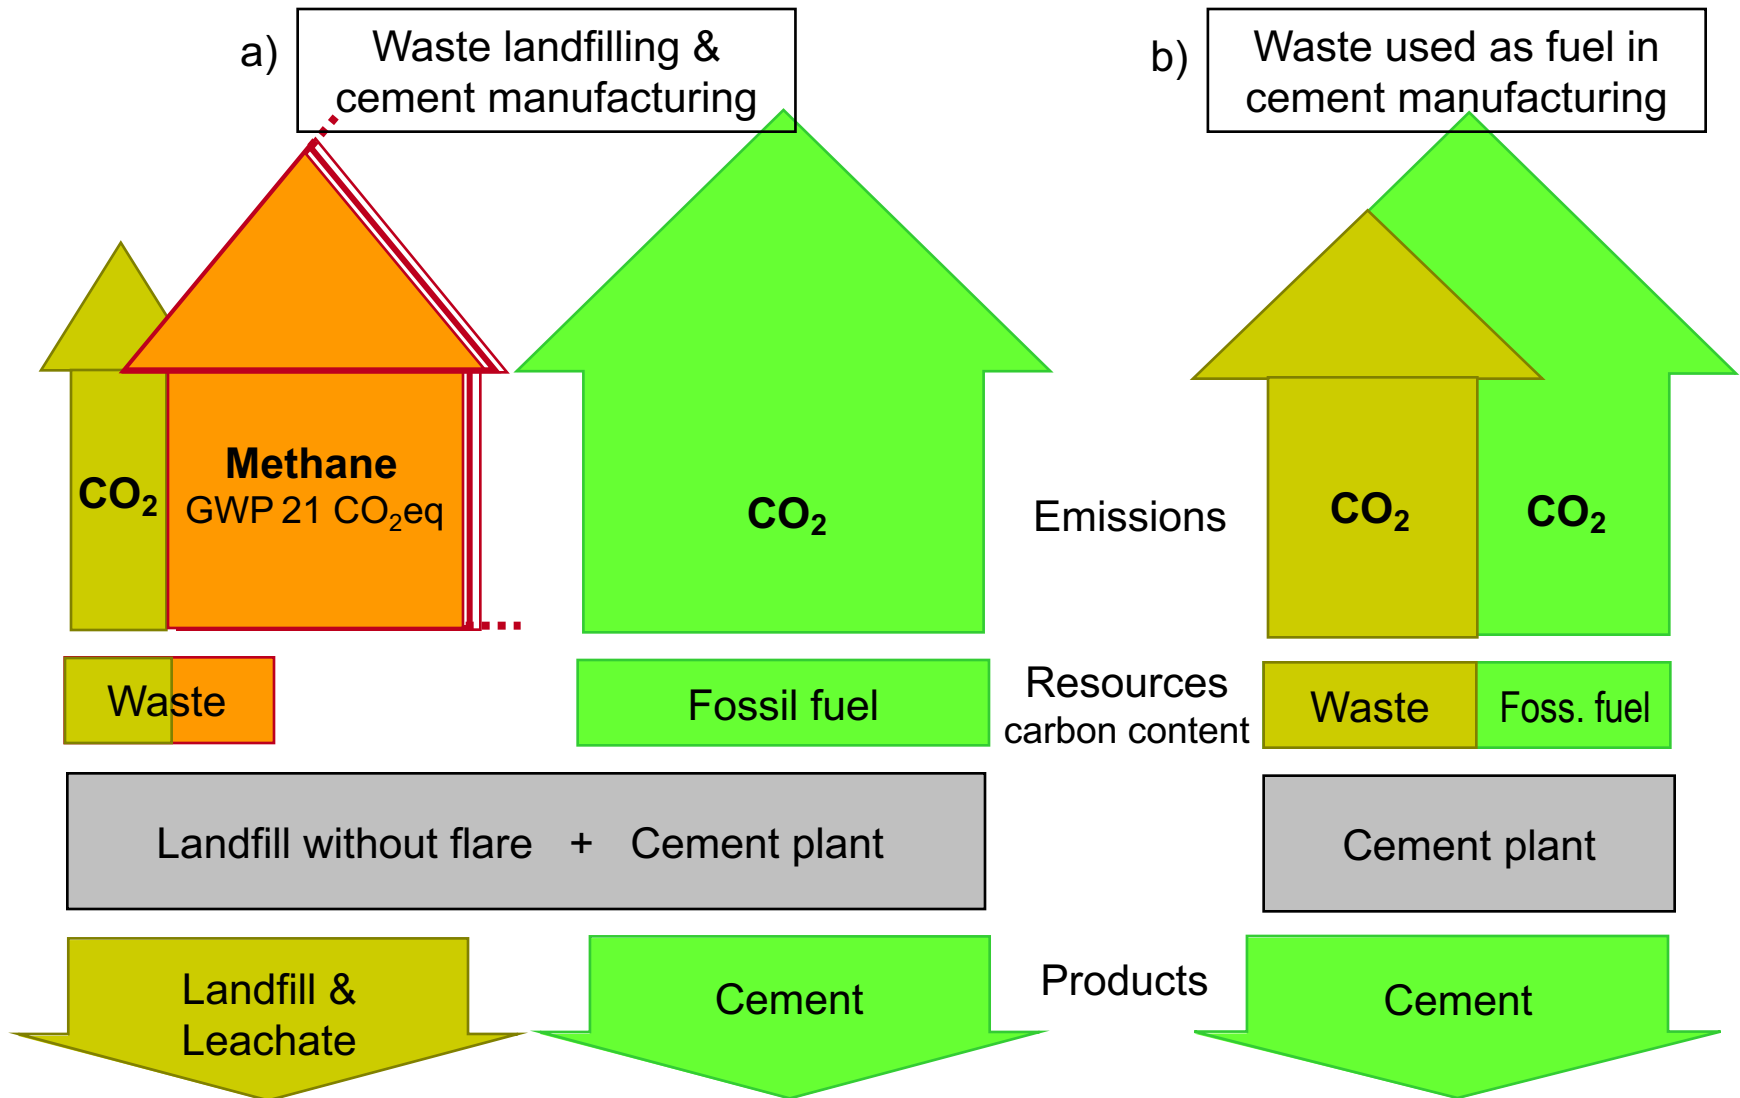 a)
Waste landfilling &
cement manufacturing
b)
Waste used as fuel in
cement manufacturing
CO₂
Methane
GWP 21 CO₂eq
CO₂
Emissions
CO₂
CO₂
Waste
Fossil fuel
Resources
carbon content
Waste
Foss. fuel
Landfill without flare + Cement plant
Cement plant
Landfill &
Leachate
Cement
Products
Cement